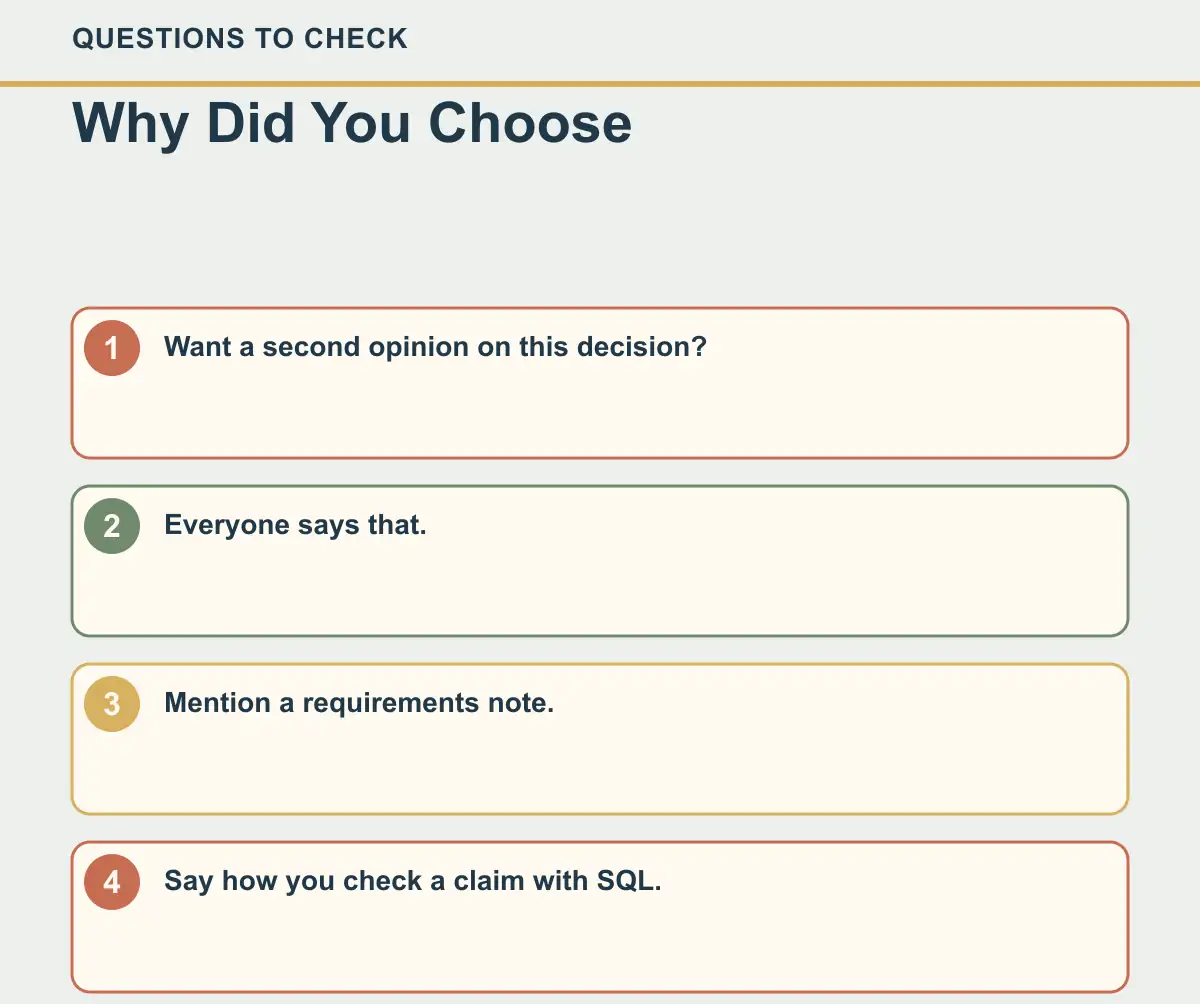 QUESTIONS TO CHECK
Why Did You Choose
1 Want a second opinion on this decision?
2 Everyone says that.
3 Mention a requirements note.
4 Say how you check a claim with SQL.